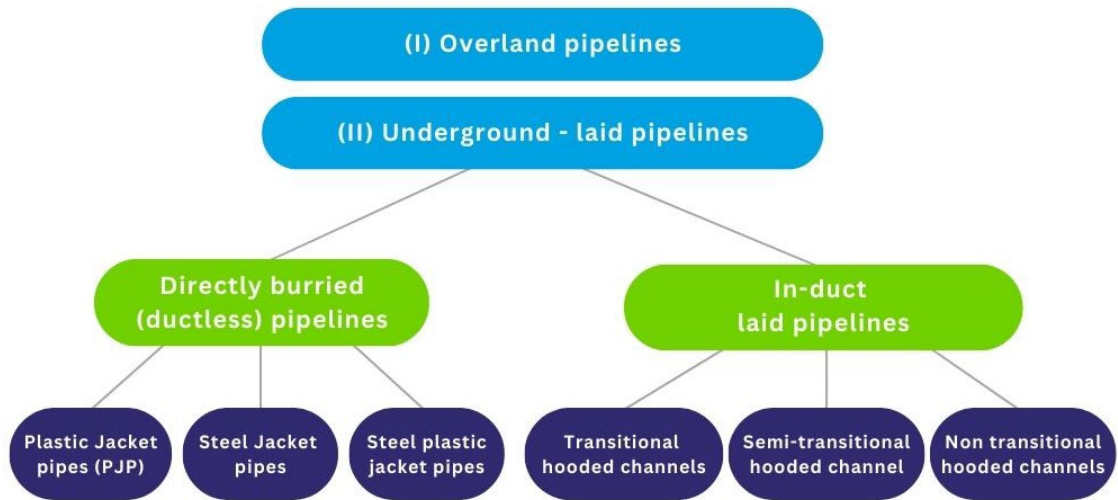 (I) Overland pipelines
(II) Underground - laid pipelines
Directly burried
(ductless) pipelines
In-duct
laid pipelines
Plastic Jacket
pipes (PJP)
Steel Jacket
pipes
Steel plastic
jacket pipes
Transitional
hooded channels
Semi-transitional
hooded channel
Non transitional
hooded channels